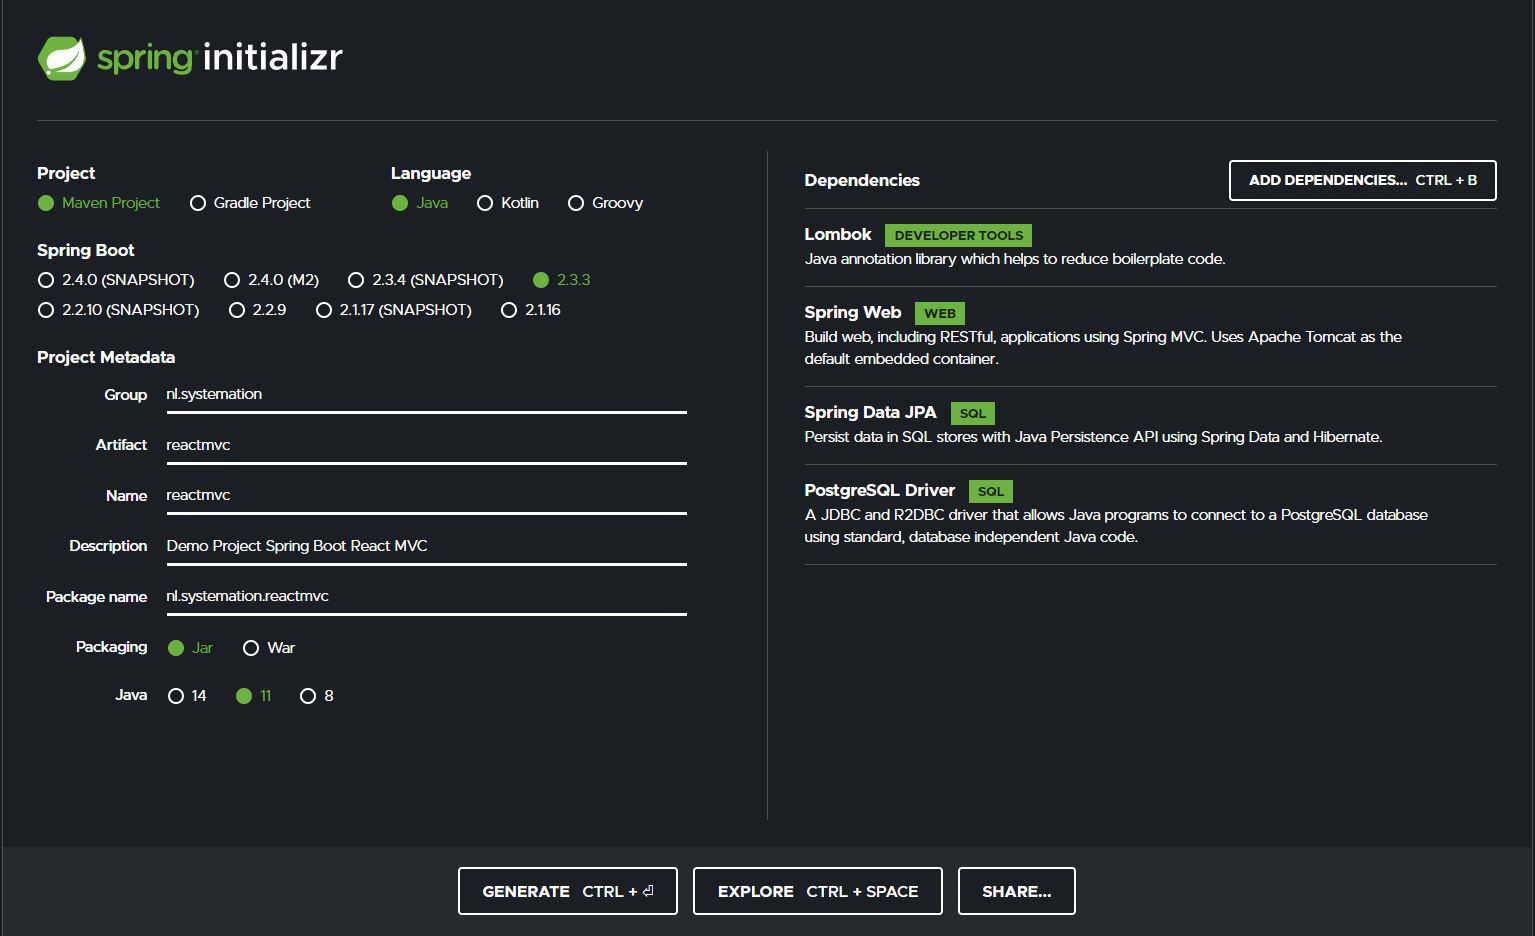 spring initializr
Project
Maven Project Gradle Project
Language
Java Kotlin Groovy
Spring Boot
2.4.0 (SNAPSHOT) 2.4.0 (M2) 2.3.4 (SNAPSHOT) 2.3.3
2.2.10 (SNAPSHOT) 2.2.9 2.1.17 (SNAPSHOT) 2.1.16
Project Metadata
Group nl.systemation
Artifact reactmvc
Name reactmvc
Description Demo Project Spring Boot React MVC
Package name nl.systemation.reactmvc
Packaging Jar War
Java 14 11 8
Dependencies
ADD DEPENDENCIES... CTRL + B
Lombok DEVELOPER TOOLS
Java annotation library which helps to reduce boilerplate code.
Spring Web WEB
Build web, including RESTful, applications using Spring MVC. Uses Apache Tomcat as the
default embedded container.
Spring Data JPA SQL
Persist data in SQL stores with Java Persistence API using Spring Data and Hibernate.
PostgreSQL Driver SQL
A JDBC and R2DBC driver that allows Java programs to connect to a PostgreSQL database
using standard, database independent Java code.
GENERATE CTRL + ⏎
EXPLORE CTRL + SPACE
SHARE...